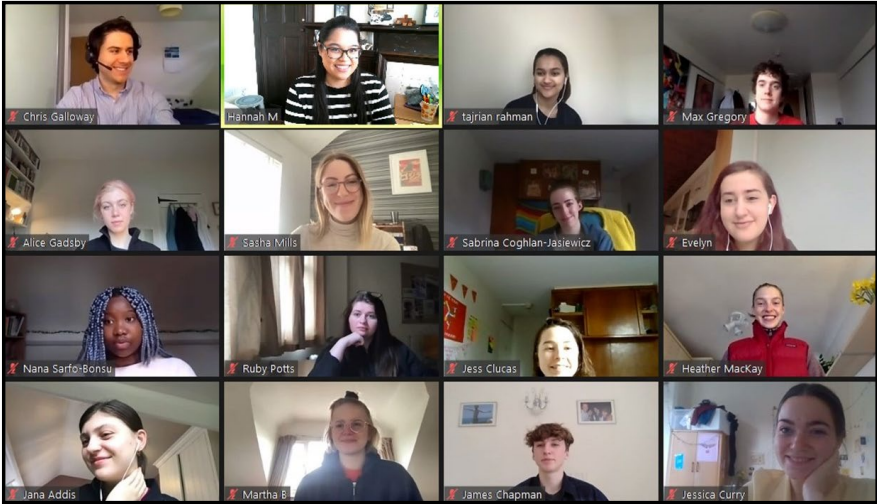 Chris Galloway
Hannah M
tajrian rahman
Max Gregory
Alice Gadsby
Sasha Mills
Sabrina Coghlan-Jasiewicz
Evelyn
Nana Sarfo-Bonsu
Ruby Potts
Jess Clucas
Heather MacKay
Jana Addis
Martha B
James Chapman
Jessica Curry